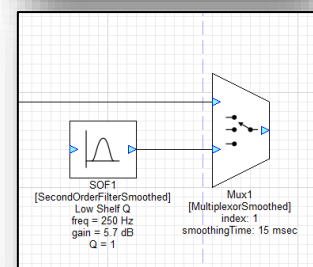 SOF1
[SecondOrderFilterSmoothed]
Low Shelf Q
freq = 250 Hz
gain = 5.7 dB
Q = 1
Mux1
[MultiplexorSmoothed]
index: 1
smoothingTime: 15 msec